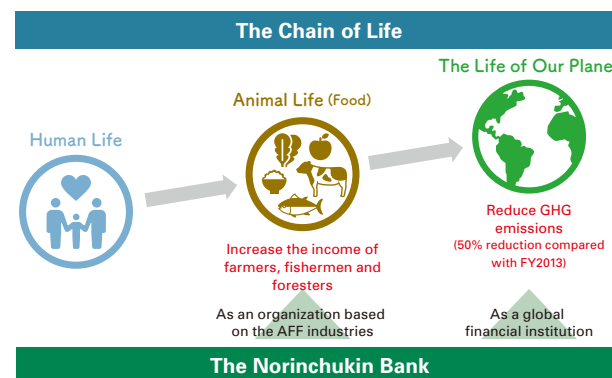 The Chain of Life
The Life of Our Plane
Animal Life (Food)
Human Life
Increase the income of
farmers, fishermen and
foresters
Reduce GHG
emissions
(50% reduction compared
with FY2013)
As an organization based
on the AFF industries
As a global
financial institution
The Norinchukin Bank